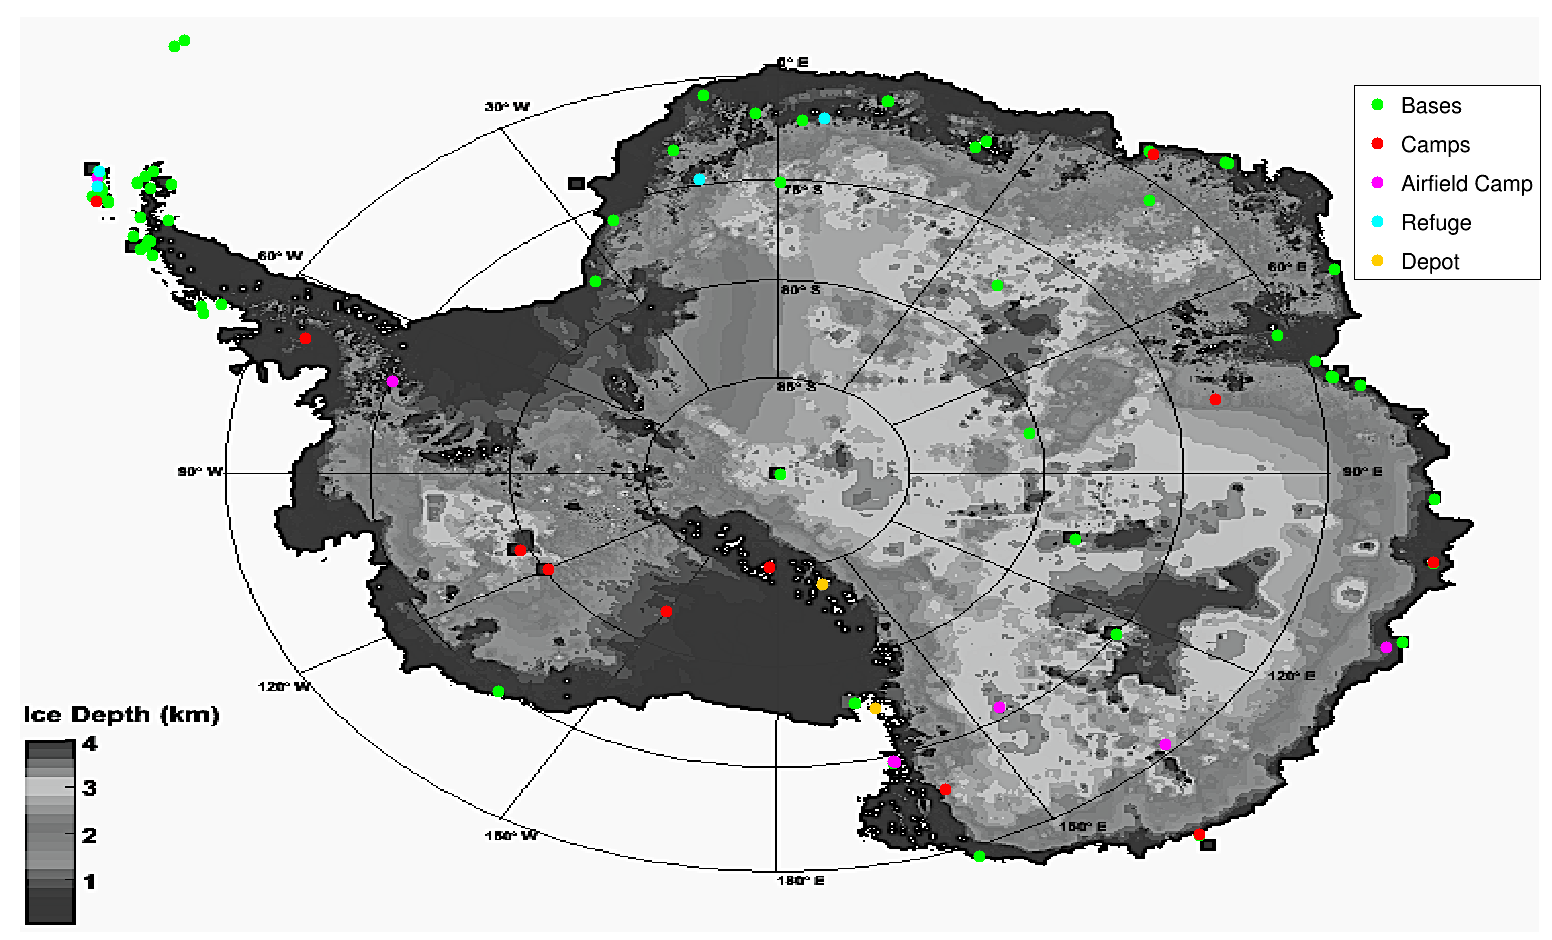 0° E
30° W
Bases
Camps
Airfield Camp
Refuge
Depot
75° S
60° W
60° E
80° S
85° S
90° W
90° E
120° E
120° W
Ice Depth (km)
4
3
2
1
150° W
150° E
180° E